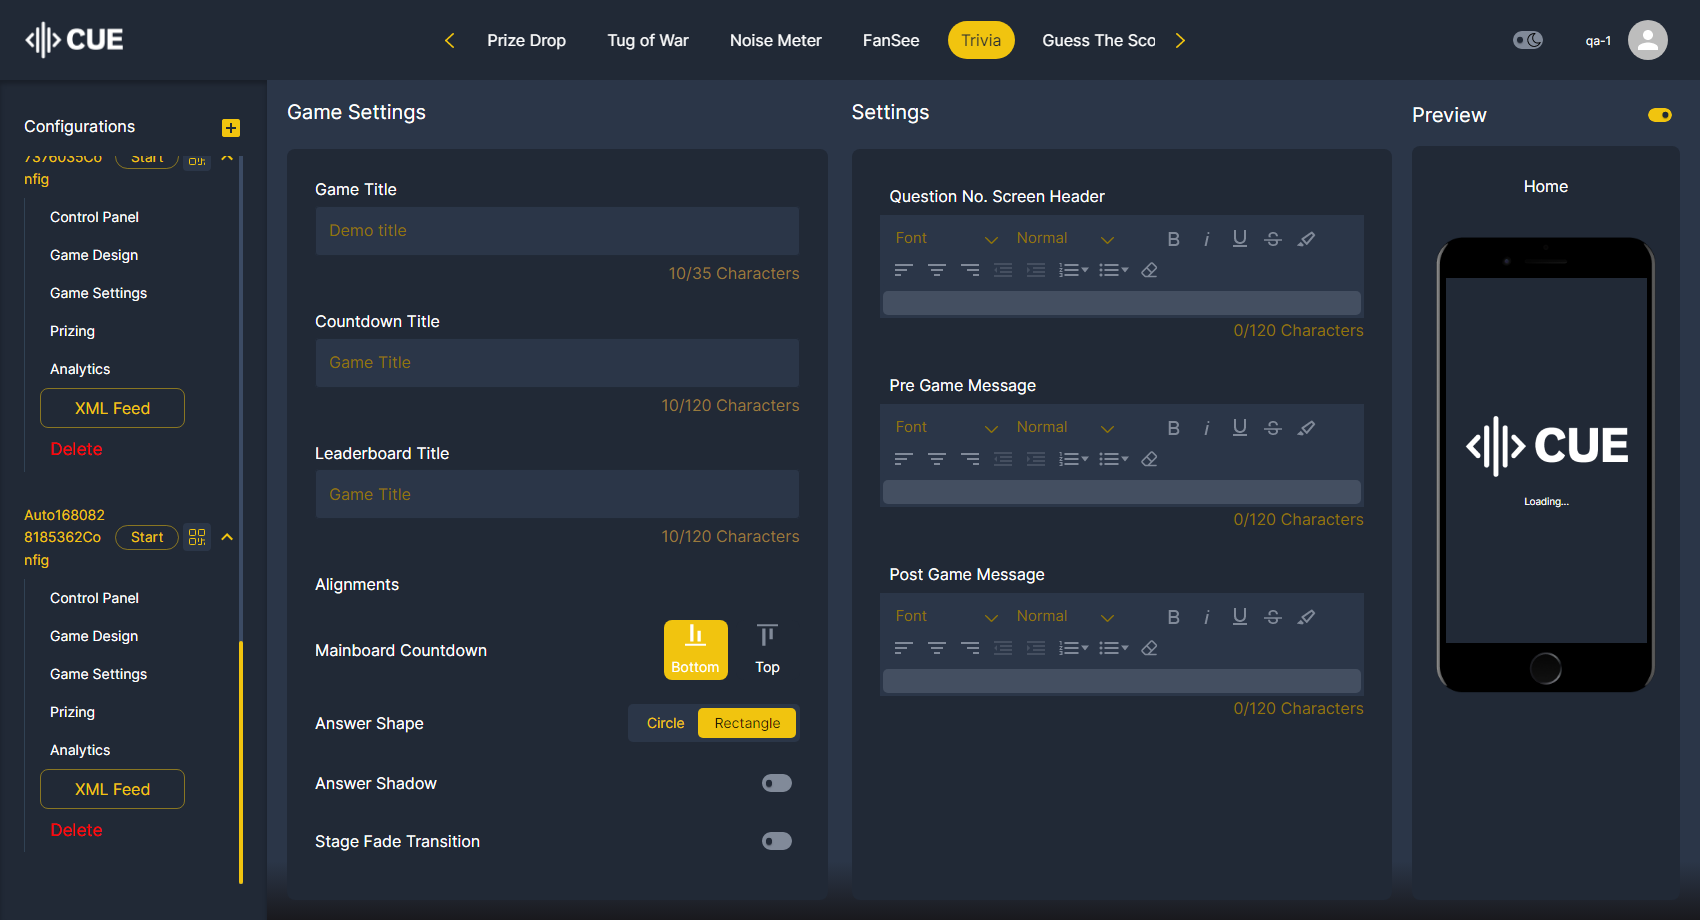 CUE
Prize Drop
Tug of War
Noise Meter
FanSee
Trivia
Guess The Sco
qa-1
Configurations
7376035Co
nfig
Start
Control Panel
Game Design
Game Settings
Prizing
Analytics
XML Feed
Delete
Auto168082
8185362Co
nfig
Start
Control Panel
Game Design
Game Settings
Prizing
Analytics
XML Feed
Delete
Game Settings
Game Title
Demo title
10/35 Characters
Countdown Title
Game Title
10/120 Characters
Leaderboard Title
Game Title
10/120 Characters
Alignments
Mainboard Countdown
Bottom
Top
Answer Shape
Circle
Rectangle
Answer Shadow
Stage Fade Transition
Settings
Question No. Screen Header
Font
Normal
B
i
U
S
0/120 Characters
Pre Game Message
Font
Normal
B
i
U
S
0/120 Characters
Post Game Message
Font
Normal
B
i
U
S
0/120 Characters
Preview
Home
CUE
Loading...